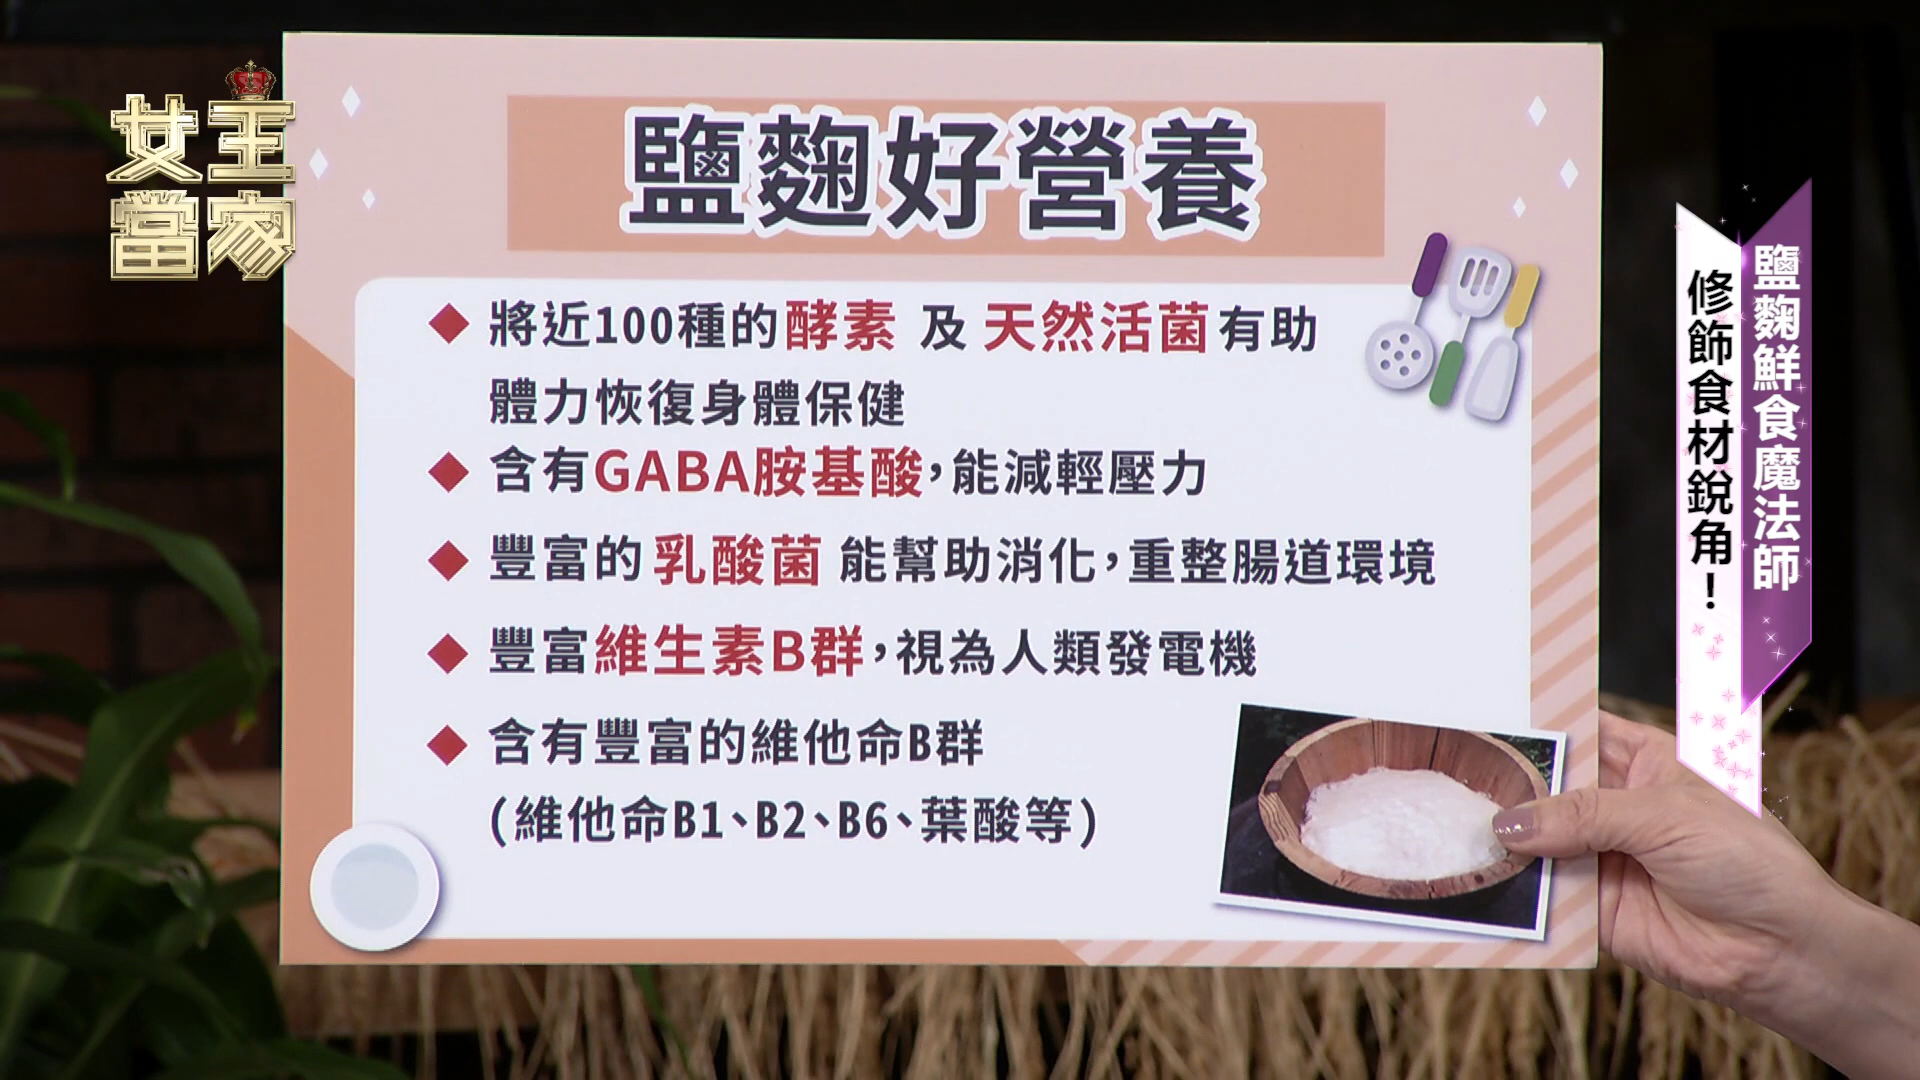 女王
當家
鹽麴好營養
將近100種的酵素 及 天然活菌有助
體力恢復身體保健
含有GABA胺基酸,能減輕壓力
豐富的 乳酸菌 能幫助消化,重整腸道環境
豐富維生素B群,視為人類發電機
含有豐富的維他命B群
(維他命B1、B2、B6、葉酸等)
鹽麴鮮食魔法師
修飾食材銳角!